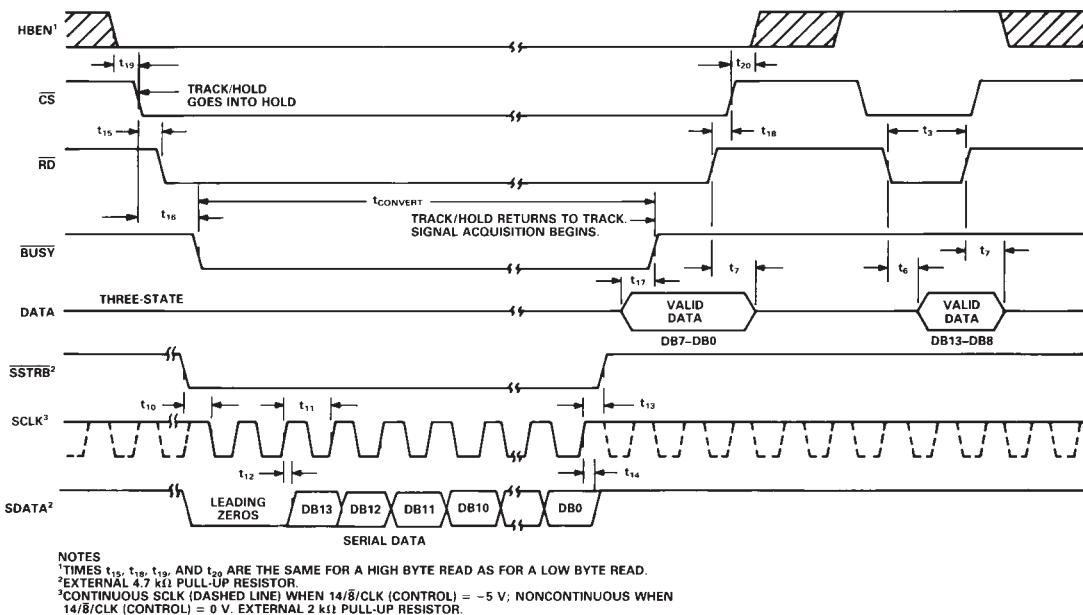 HBEN¹
t₁₉
t₂₀
CS̅
TRACK/HOLD
GOES INTO HOLD
t₁₅
t₁₈
t₃
RD̅
t₁₆
tCONVERT
TRACK/HOLD RETURNS TO TRACK.
SIGNAL ACQUISITION BEGINS.
BUSY̅
t₁₇
t₇
t₆
t₇
DATA
THREE-STATE
VALID
DATA
DB7–DB0
VALID
DATA
DB13–DB8
SSTRB̅²
t₁₀
t₁₁
t₁₃
SCLK³
t₁₂
t₁₄
SDATA²
LEADING
ZEROS
DB13
DB12
DB11
DB10
DB0
SERIAL DATA
NOTES
¹TIMES t₁₅, t₁₈, t₁₉, AND t₂₀ ARE THE SAME FOR A HIGH BYTE READ AS FOR A LOW BYTE READ.
²EXTERNAL 4.7 kΩ PULL-UP RESISTOR.
³CONTINUOUS SCLK (DASHED LINE) WHEN 14/8̅/CLK (CONTROL) = –5 V; NONCONTINUOUS WHEN
14/8̅/CLK (CONTROL) = 0 V. EXTERNAL 2 kΩ PULL-UP RESISTOR.